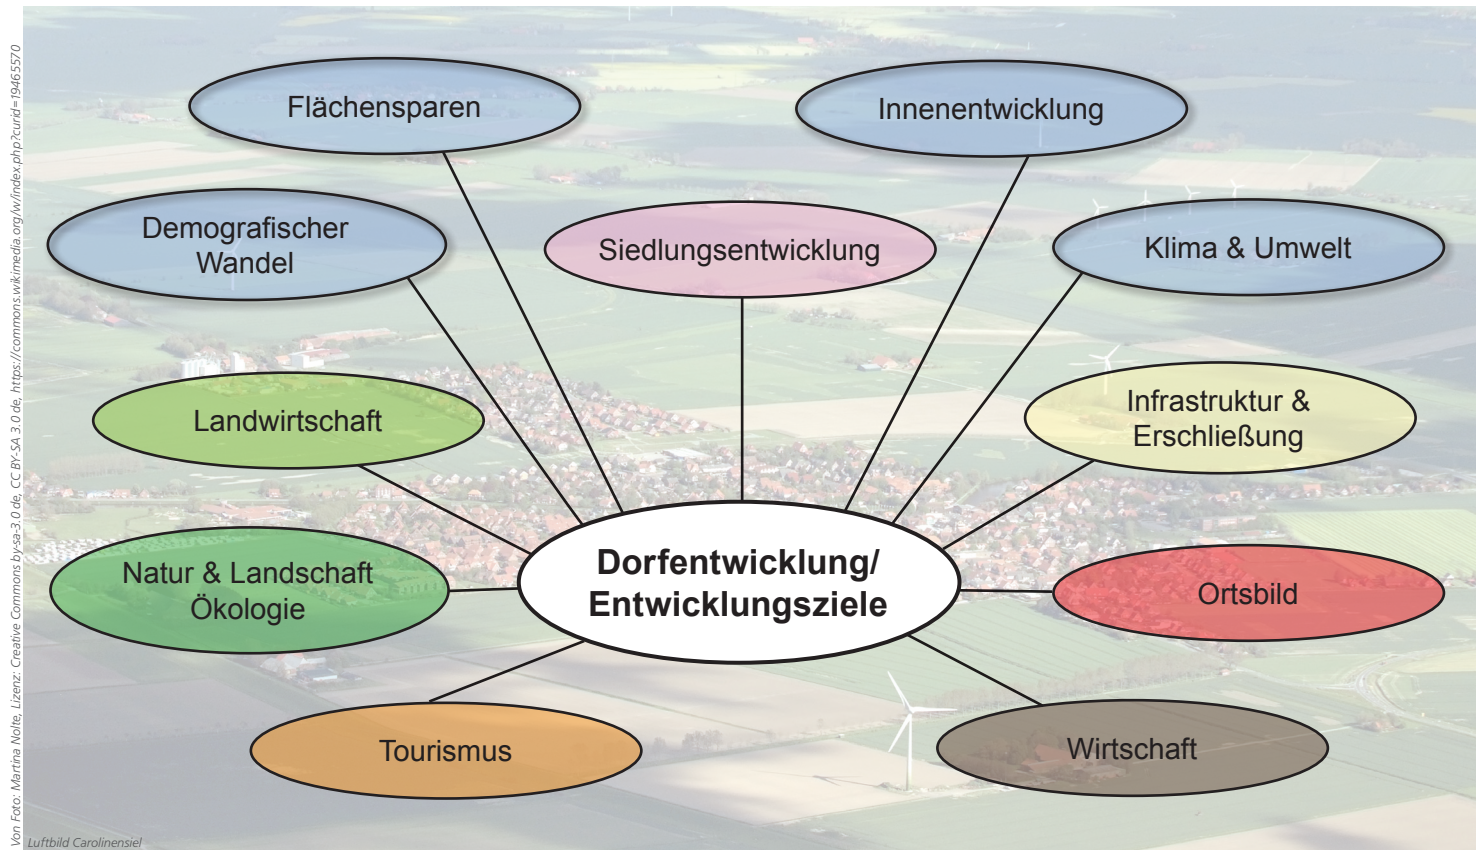 Flächensparen
Innenentwicklung
Demografischer
Wandel
Siedlungsentwicklung
Klima & Umwelt
Landwirtschaft
Infrastruktur &
Erschließung
Dorfentwicklung/
Entwicklungsziele
Natur & Landschaft
Ökologie
Ortsbild
Tourismus
Wirtschaft
Von Foto: Martina Nolte, Lizenz: Creative Commons by-sa-3.0 de, CC BY-SA 3.0 de, https://commons.wikimedia.org/w/index.php?curid=19465570
Luftbild Carolinensiel